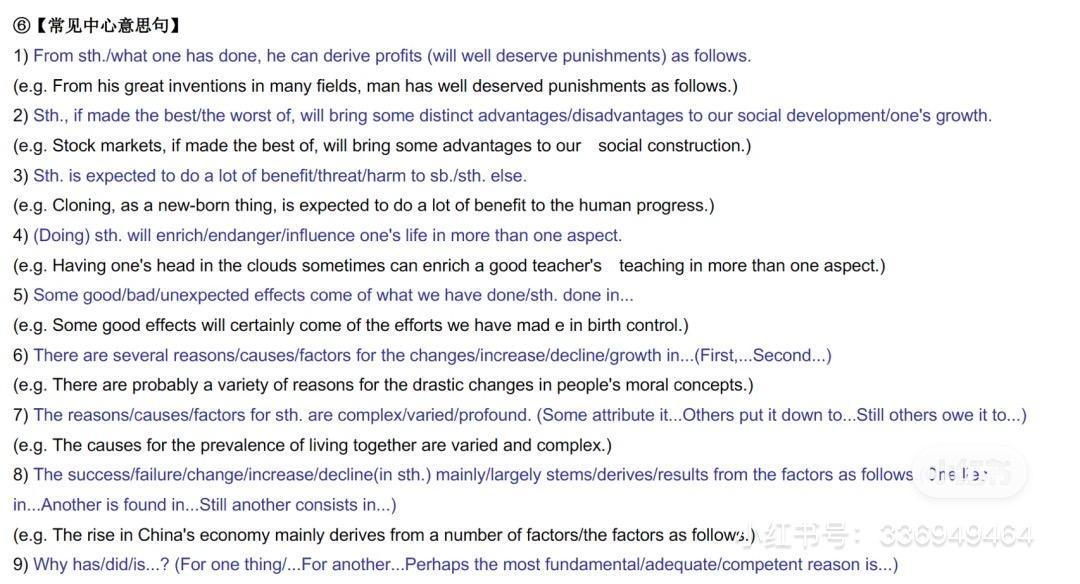 ⑥【常见中心意思句】
1) From sth./what one has done, he can derive profits (will well deserve punishments) as follows.
(e.g. From his great inventions in many fields, man has well deserved punishments as follows.)
2) Sth., if made the best/the worst of, will bring some distinct advantages/disadvantages to our social development/one's growth.
(e.g. Stock markets, if made the best of, will bring some advantages to our social construction.)
3) Sth. is expected to do a lot of benefit/threat/harm to sb./sth. else.
(e.g. Cloning, as a new-born thing, is expected to do a lot of benefit to the human progress.)
4) (Doing) sth. will enrich/endanger/influence one's life in more than one aspect.
(e.g. Having one's head in the clouds sometimes can enrich a good teacher's teaching in more than one aspect.)
5) Some good/bad/unexpected effects come of what we have done/sth. done in...
(e.g. Some good effects will certainly come of the efforts we have mad e in birth control.)
6) There are several reasons/causes/factors for the changes/increase/decline/growth in...(First,...Second...)
(e.g. There are probably a variety of reasons for the drastic changes in people's moral concepts.)
7) The reasons/causes/factors for sth. are complex/varied/profound. (Some attribute it...Others put it down to...Still others owe it to...)
(e.g. The causes for the prevalence of living together are varied and complex.)
8) The success/failure/change/increase/decline(in sth.) mainly/largely stems/derives/results from the factors as follows
in...Another is found in...Still another consists in...)
(e.g. The rise in China's economy mainly derives from a number of factors/the factors as follows.)
小红书号：336949464
9) Why has/did/is...? (For one thing/...For another...Perhaps the most fundamental/adequate/competent reason is...)